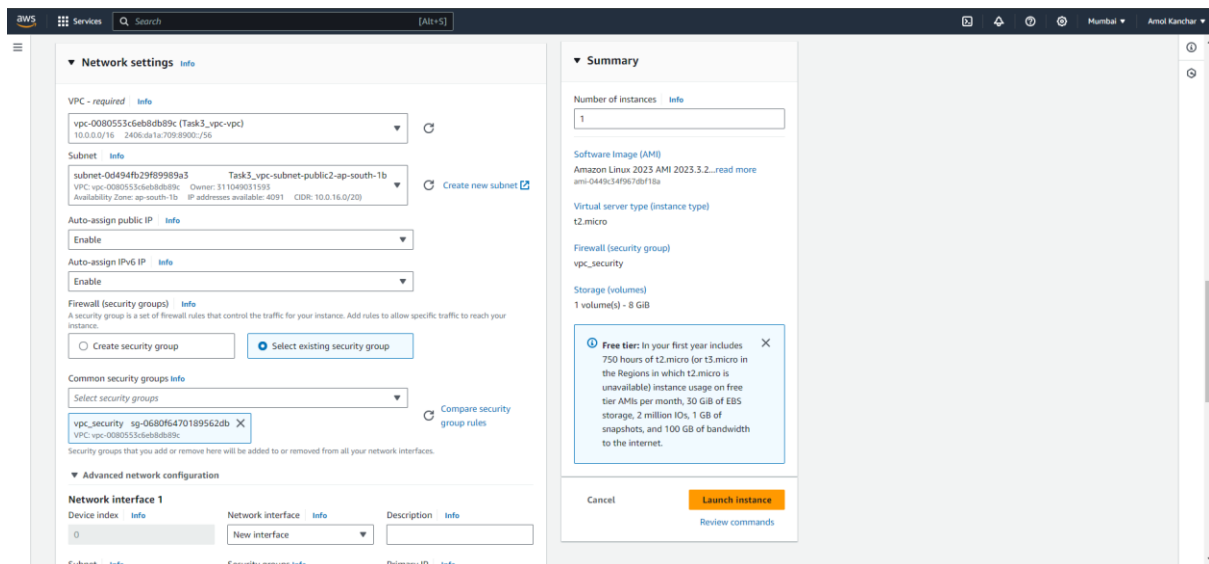 aws
Services
Search
[Alt+S]
Mumbai
Amol Kanchar
Network settings Info
VPC - required Info
vpc-0080553c6eb8db89c (Task3_vpc-vpc)
10.0.0.0/16 2406:da1a:709:8900::/56
Subnet Info
subnet-0d494fb29f89989a3 Task3_vpc-subnet-public2-ap-south-1b
VPC: vpc-0080553c6eb8db89c Owner: 311049031593
Availability Zone: ap-south-1b IP addresses available: 4091 CIDR: 10.0.16.0/20)
Create new subnet
Auto-assign public IP Info
Enable
Auto-assign IPv6 IP Info
Enable
Firewall (security groups) Info
A security group is a set of firewall rules that control the traffic for your instance. Add rules to allow specific traffic to reach your
instance.
Create security group
Select existing security group
Common security groups Info
Select security groups
vpc_security sg-0680f6470189562db
VPC: vpc-0080553c6eb8db89c
Compare security
group rules
Security groups that you add or remove here will be added to or removed from all your network interfaces.
Advanced network configuration
Network interface 1
Device index Info
0
Network interface Info
New interface
Description Info
Subnet Info
Security groups Info
Primary IP Info
Summary
Number of instances Info
1
Software Image (AMI)
Amazon Linux 2023 AMI 2023.3.2...read more
ami-0449c34f967dbf18a
Virtual server type (instance type)
t2.micro
Firewall (security group)
vpc_security
Storage (volumes)
1 volume(s) - 8 GiB
Free tier: In your first year includes
750 hours of t2.micro (or t3.micro in
the Regions in which t2.micro is
unavailable) instance usage on free
tier AMIs per month, 30 GiB of EBS
storage, 2 million IOs, 1 GB of
snapshots, and 100 GB of bandwidth
to the internet.
Cancel
Launch instance
Review commands